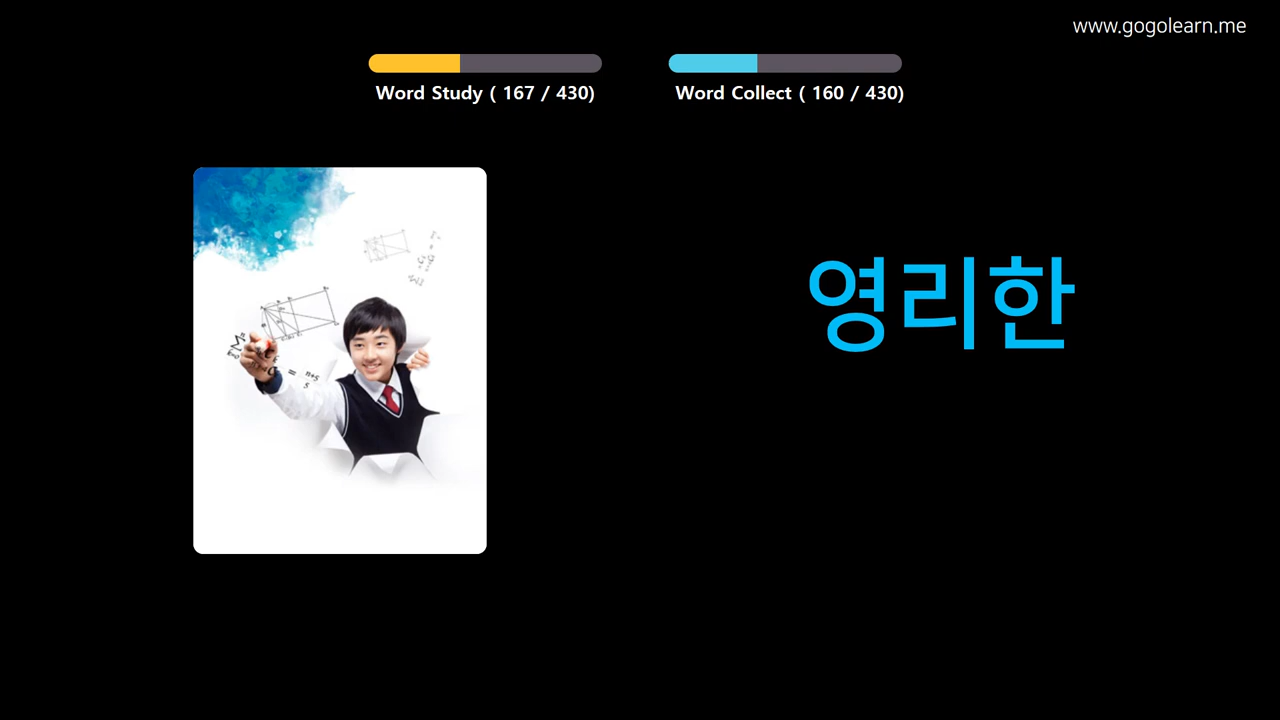 www.gogolearn.me
Word Study ( 167 / 430)
Word Collect ( 160 / 430)
영리한
n+s
=
s